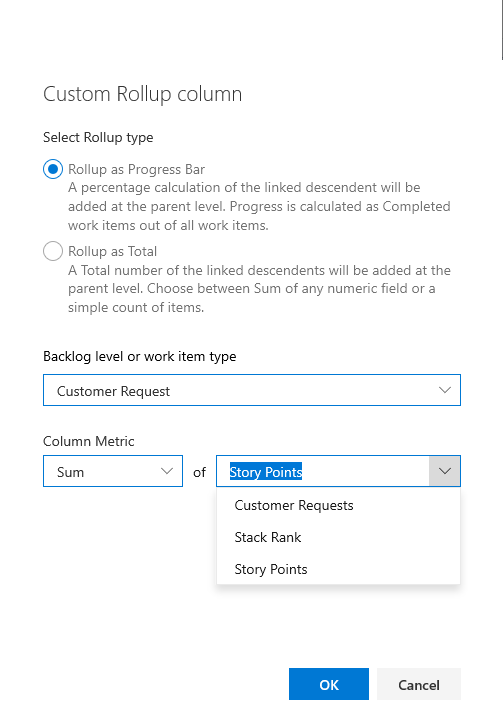 Custom Rollup column
Select Rollup type
Rollup as Progress Bar
A percentage calculation of the linked descendent will be
added at the parent level. Progress is calculated as Completed
work items out of all work items.
Rollup as Total
A Total number of the linked descendents will be added at the
parent level. Choose between Sum of any numeric field or a
simple count of items.
Backlog level or work item type
Customer Request
Column Metric
Sum of Story Points
Customer Requests
Stack Rank
Story Points
OK Cancel